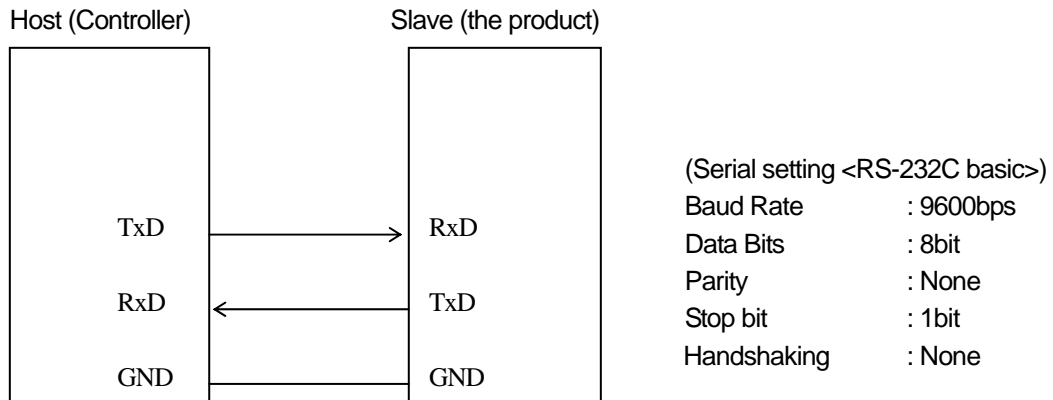 Host (Controller)
Slave (the product)
TxD
RxD
RxD
TxD
GND
GND
(Serial setting <RS-232C basic>)
Baud Rate : 9600bps
Data Bits : 8bit
Parity : None
Stop bit : 1bit
Handshaking : None